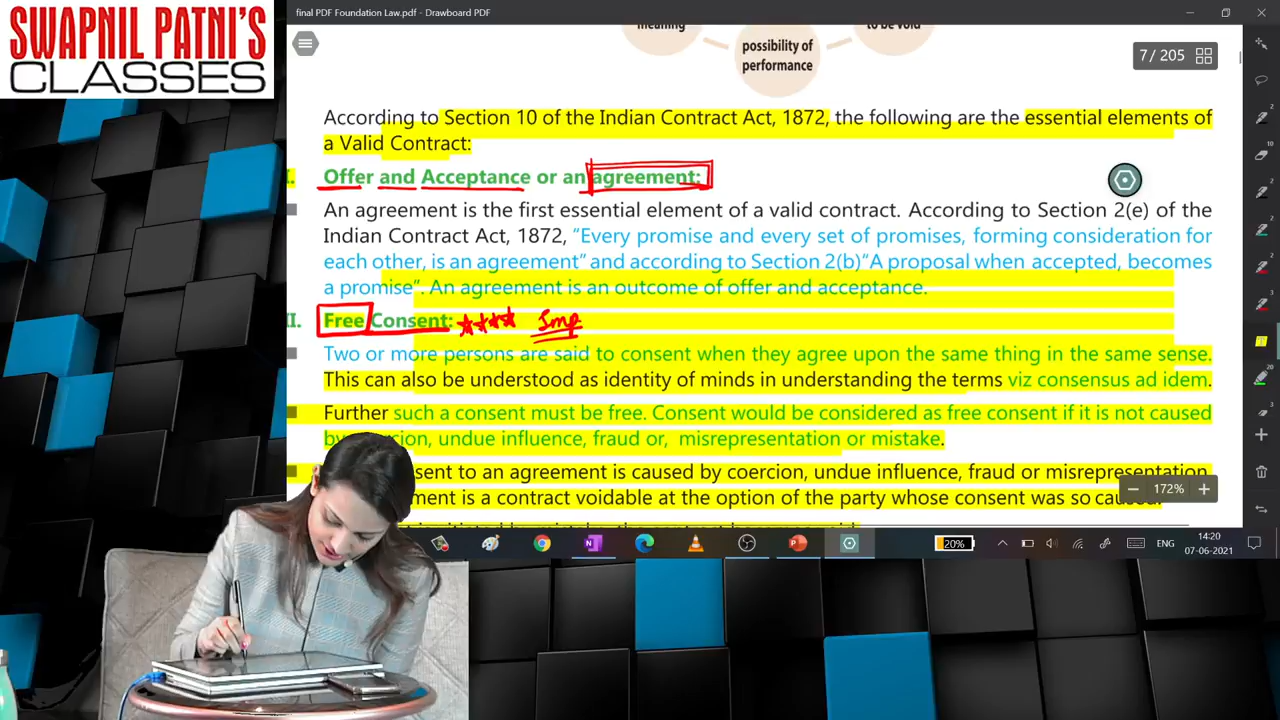 SWAPNIL PATNI'S
CLASSES
final PDF Foundation Law.pdf - Drawboard PDF
7 / 205
meaning
possibility of
performance
to be void
According to Section 10 of the Indian Contract Act, 1872, the following are the essential elements of
a Valid Contract:
I. Offer and Acceptance or an agreement:
An agreement is the first essential element of a valid contract. According to Section 2(e) of the
Indian Contract Act, 1872, “Every promise and every set of promises, forming consideration for
each other, is an agreement” and according to Section 2(b)“A proposal when accepted, becomes
a promise”. An agreement is an outcome of offer and acceptance.
II. Free Consent: Imp
Two or more persons are said to consent when they agree upon the same thing in the same sense.
This can also be understood as identity of minds in understanding the terms viz consensus ad idem.
Further such a consent must be free. Consent would be considered as free consent if it is not caused
by undue influence, fraud or, misrepresentation or mistake.
to an agreement is caused by coercion, undue influence, fraud or misrepresentation,
is a contract voidable at the option of the party whose consent was so caused.
172%
20%
ENG
14:20
07-06-2021